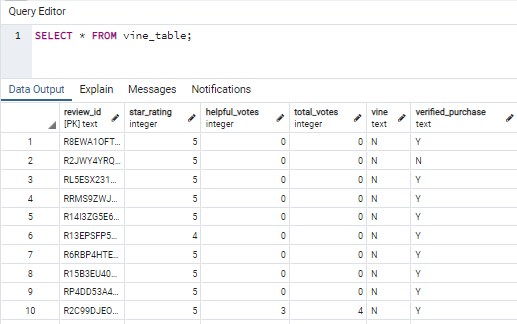 Query Editor
1 SELECT * FROM vine_table;
Data Output Explain Messages Notifications
review_id star_rating helpful_votes total_votes vine verified_purchase
[PK] text integer integer integer text text
1 R8EWA1OFT... 5 0 0 N Y
2 R2JWY4YRQ... 5 0 0 N N
3 RL5ESX231... 5 0 0 N Y
4 RRMS9ZWJ... 5 0 0 N Y
5 R14I3ZG5E6... 5 0 0 N Y
6 R13EPSFP5... 4 0 0 N Y
7 R6RBP4HTE... 5 0 0 N Y
8 R15B3EU40... 5 0 0 N Y
9 RP4DD53A4... 5 0 0 N Y
10 R2C99DJEO... 5 3 4 N Y